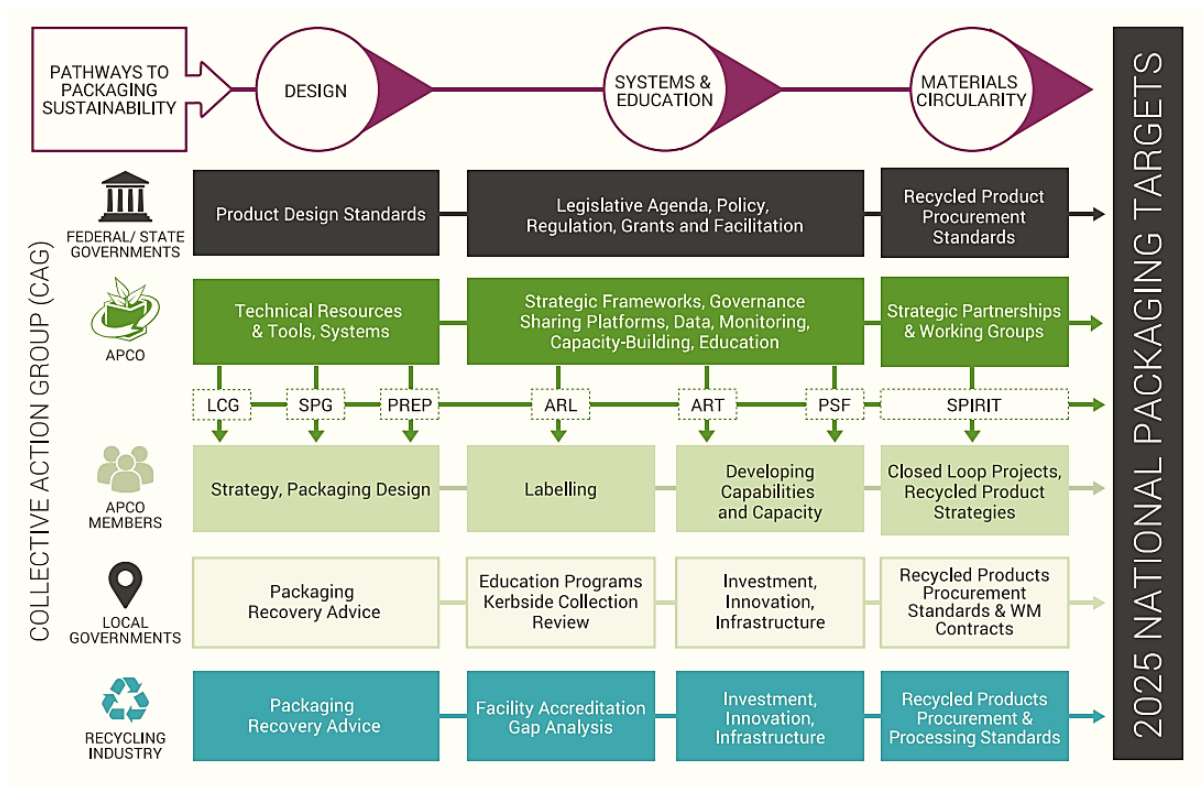 PATHWAYS TO
PACKAGING
SUSTAINABILITY
DESIGN
SYSTEMS &
EDUCATION
MATERIALS
CIRCULARITY
2025 NATIONAL PACKAGING TARGETS
COLLECTIVE ACTION GROUP (CAG)
FEDERAL/ STATE
GOVERNMENTS
Product Design Standards
Legislative Agenda, Policy,
Regulation, Grants and Facilitation
Recycled Product
Procurement
Standards
APCO
Technical Resources
& Tools, Systems
Strategic Frameworks, Governance
Sharing Platforms, Data, Monitoring,
Capacity-Building, Education
Strategic Partnerships
& Working Groups
LCG
SPG
PREP
ARL
ART
PSF
SPIRIT
APCO
MEMBERS
Strategy, Packaging Design
Labelling
Developing
Capabilities
and Capacity
Closed Loop Projects,
Recycled Product
Strategies
LOCAL
GOVERNMENTS
Packaging
Recovery Advice
Education Programs
Kerbside Collection
Review
Investment,
Innovation,
Infrastructure
Recycled Products
Procurement
Standards & WM
Contracts
RECYCLING
INDUSTRY
Packaging
Recovery Advice
Facility Accreditation
Gap Analysis
Investment,
Innovation,
Infrastructure
Recycled Products
Procurement &
Processing Standards